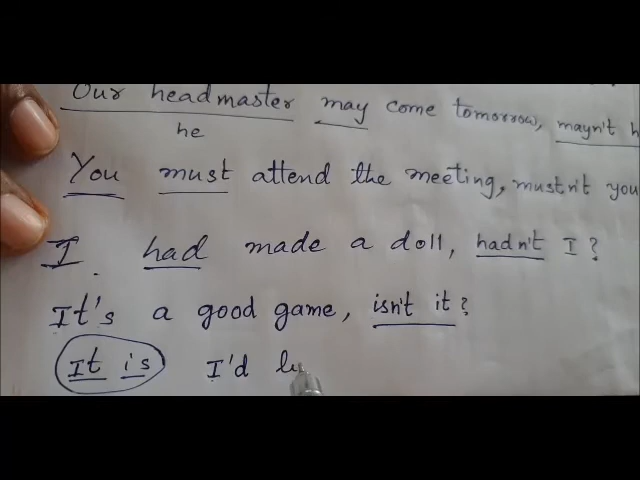 Our headmaster may come tomorrow, mayn't h
he
You must attend the meeting, mustn't you
I had made a doll, hadn't I?
It's a good game, isn't it?
It is I'd